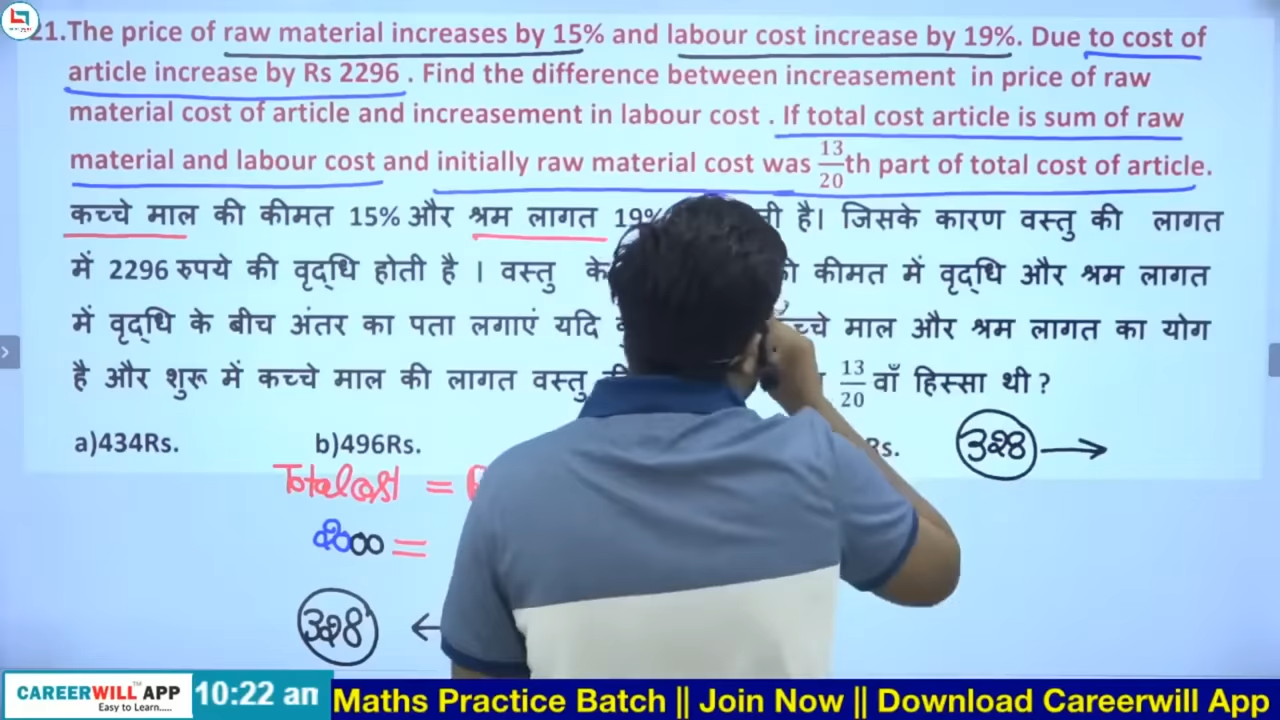 21.The price of raw material increases by 15% and labour cost increase by 19%. Due to cost of
article increase by Rs 2296 . Find the difference between increasement in price of raw
material cost of article and increasement in labour cost . If total cost article is sum of raw
material and labour cost and initially raw material cost was 13/20th part of total cost of article.
कच्चे माल की कीमत 15% और श्रम लागत 19% है। जिसके कारण वस्तु की लागत
में 2296 रुपये की वृद्धि होती है । वस्तु के कीमत में वृद्धि और श्रम लागत
में वृद्धि के बीच अंतर का पता लगाएं यदि माल और श्रम लागत का योग
है और शुरू में कच्चे माल की लागत वस्तु 13/20 वाँ हिस्सा थी ?
a)434Rs. b)496Rs. Rs. 328 →
Total cost =
2000 =
328 ←
CAREERWILL APP
Easy to Learn.....
10:22 an
Maths Practice Batch || Join Now || Download Careerwill App